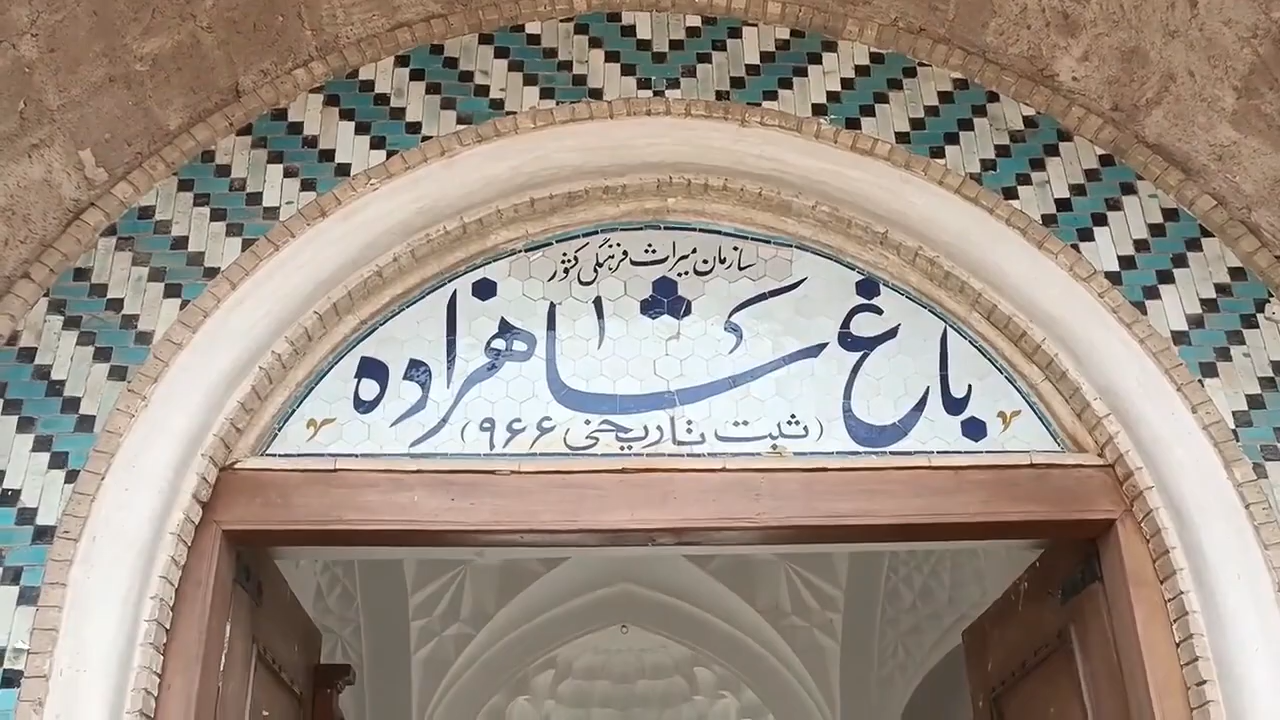 سازمان میراث فرهنگی کشور
باغ شاهزاده
(ثبت تاریخی ۹۶۶)